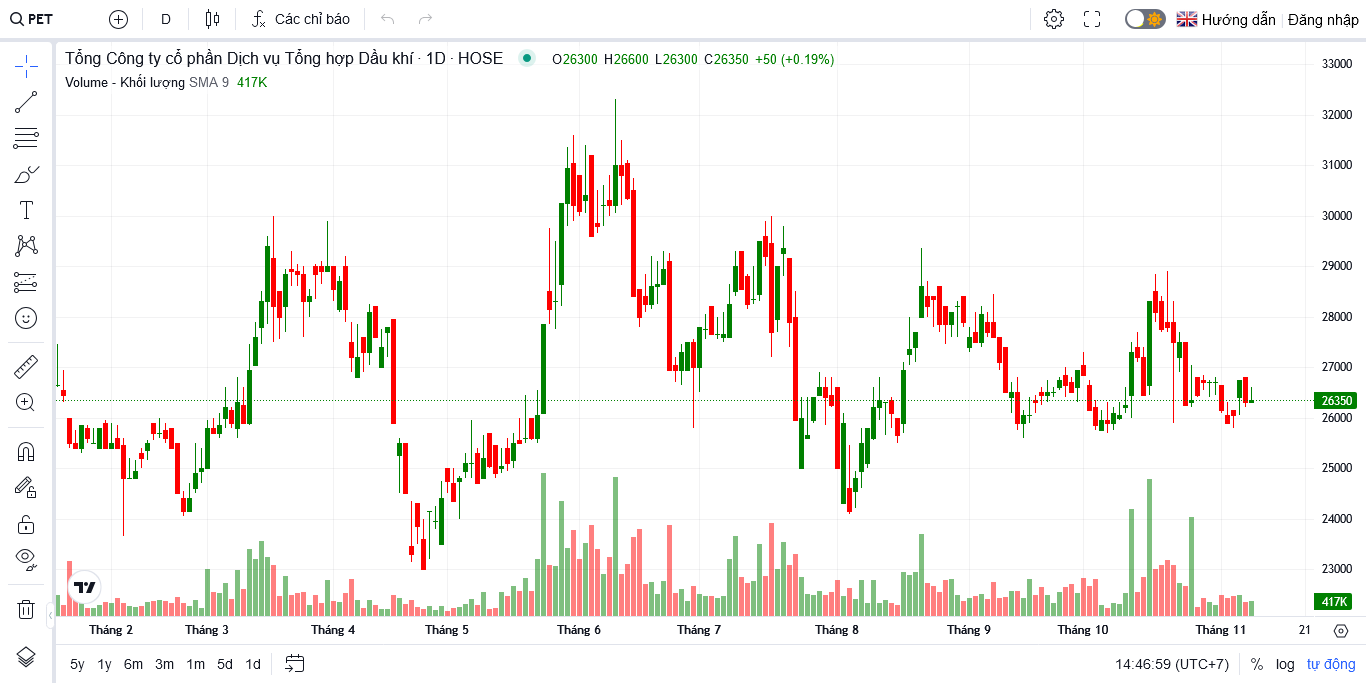 PET D Các chỉ báo Hướng dẫn Đăng nhập
Tổng Công ty cổ phần Dịch vụ Tổng hợp Dầu khí · 1D · HOSE O26300 H26600 L26300 C26350 +50 (+0.19%)
Volume - Khối lượng SMA 9 417K
33000
32000
31000
30000
29000
28000
27000
26350
26000
25000
24000
23000
417K
Tháng 2 Tháng 3 Tháng 4 Tháng 5 Tháng 6 Tháng 7 Tháng 8 Tháng 9 Tháng 10 Tháng 11 21
5y 1y 6m 3m 1m 5d 1d 14:46:59 (UTC+7) % log tự động